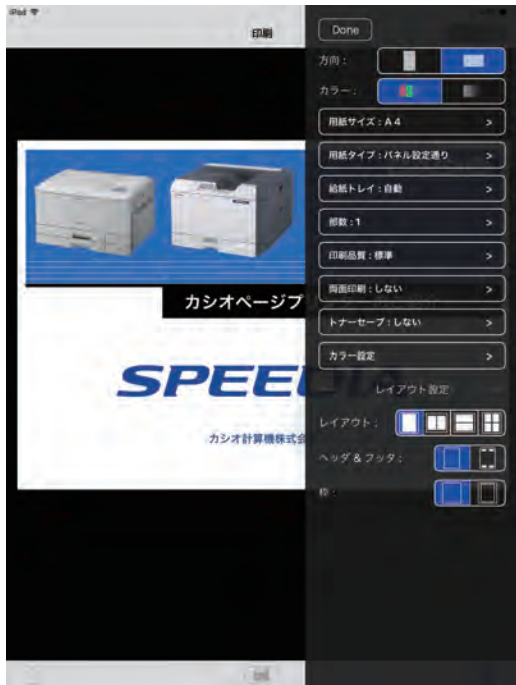 iPad
印刷
Done
方向：
カラー：
用紙サイズ：A4 >
用紙タイプ：パネル設定通り >
給紙トレイ：自動 >
部数：1 >
印刷品質：標準 >
両面印刷：しない >
トナーセーブ：しない >
カラー設定 >
カシオページプ
レイアウト設定
SPEEDIA
レイアウト：
カシオ計算機株式会
ヘッダ＆フッタ：
枠：